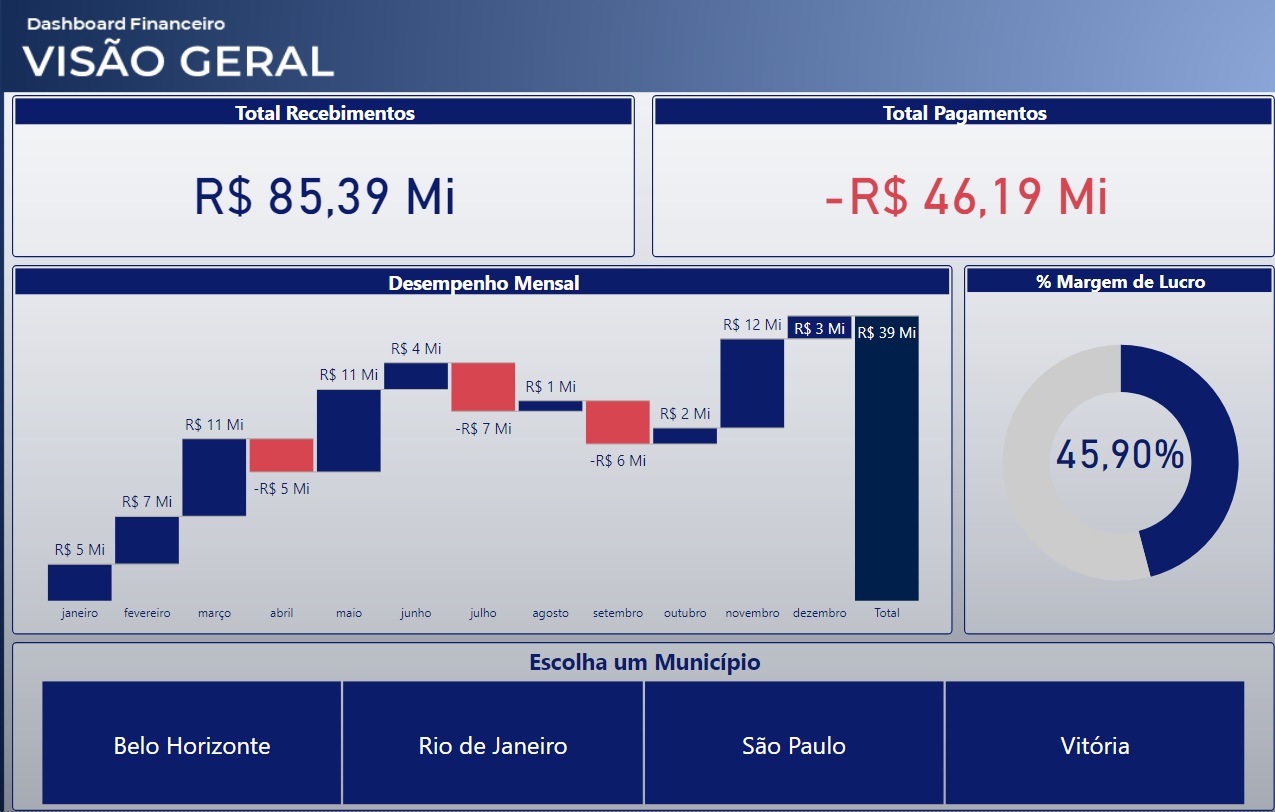 Dashboard Financeiro
VISÃO GERAL
Total Recebimentos
R$ 85,39 Mi
Total Pagamentos
-R$ 46,19 Mi
Desempenho Mensal
R$ 5 Mi
R$ 7 Mi
R$ 11 Mi
-R$ 5 Mi
R$ 11 Mi
R$ 4 Mi
-R$ 7 Mi
R$ 1 Mi
-R$ 6 Mi
R$ 2 Mi
R$ 12 Mi
R$ 3 Mi
R$ 39 Mi
janeiro
fevereiro
março
abril
maio
junho
julho
agosto
setembro
outubro
novembro
dezembro
Total
% Margem de Lucro
45,90%
Escolha um Município
Belo Horizonte
Rio de Janeiro
São Paulo
Vitória